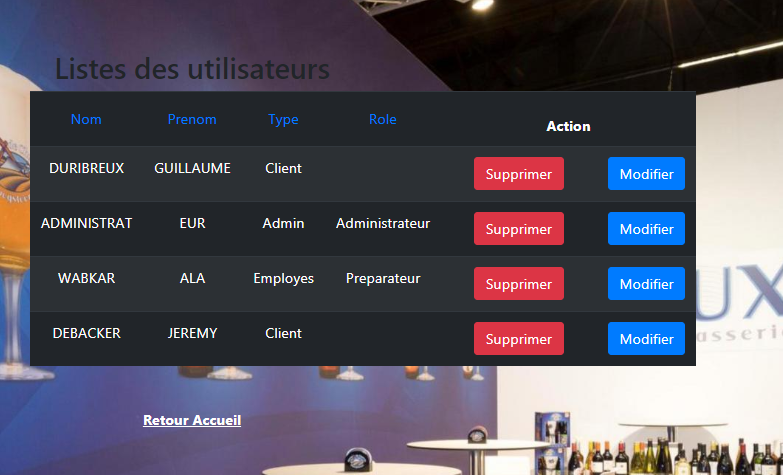 Listes des utilisateurs
Nom Prenom Type Role Action
DURIBREUX GUILLAUME Client Supprimer Modifier
ADMINISTRAT EUR Admin Administrateur Supprimer Modifier
WABKAR ALA Employes Preparateur Supprimer Modifier
DEBACKER JEREMY Client Supprimer Modifier
UX
asserie
Retour Accueil